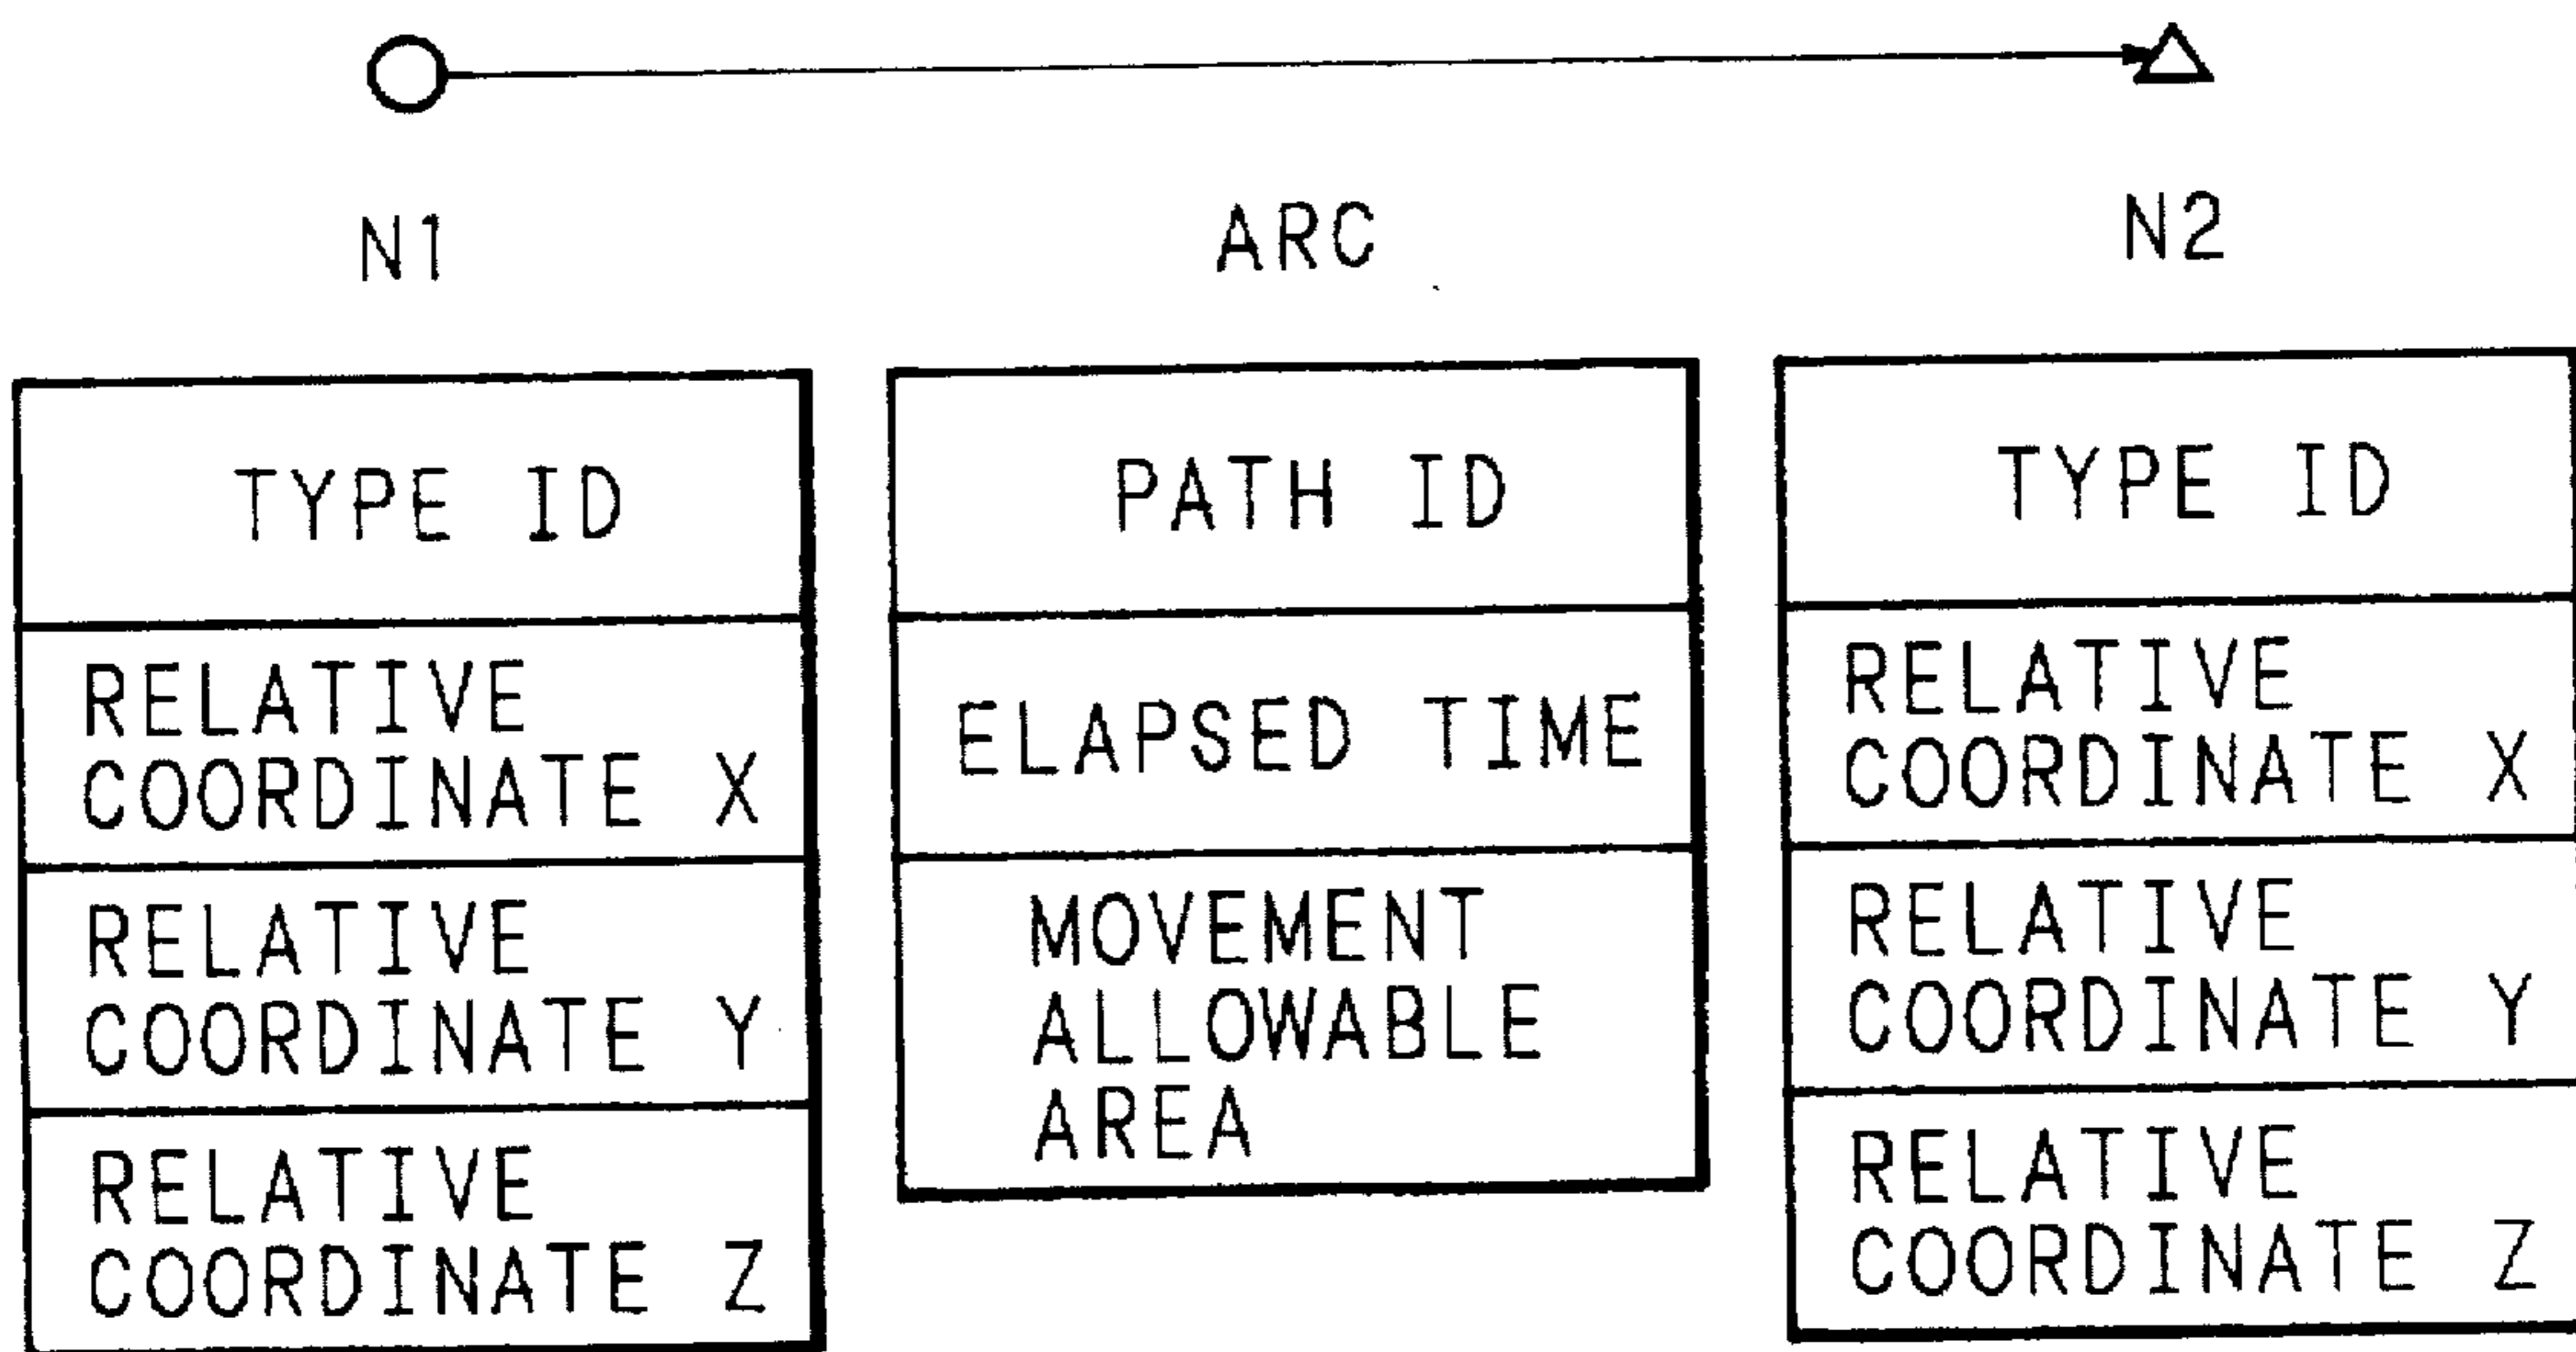 N1
ARC
N2
TYPE ID
RELATIVE
COORDINATE X
RELATIVE
COORDINATE Y
RELATIVE
COORDINATE Z
PATH ID
ELAPSED TIME
MOVEMENT
ALLOWABLE
AREA
TYPE ID
RELATIVE
COORDINATE X
RELATIVE
COORDINATE Y
RELATIVE
COORDINATE Z